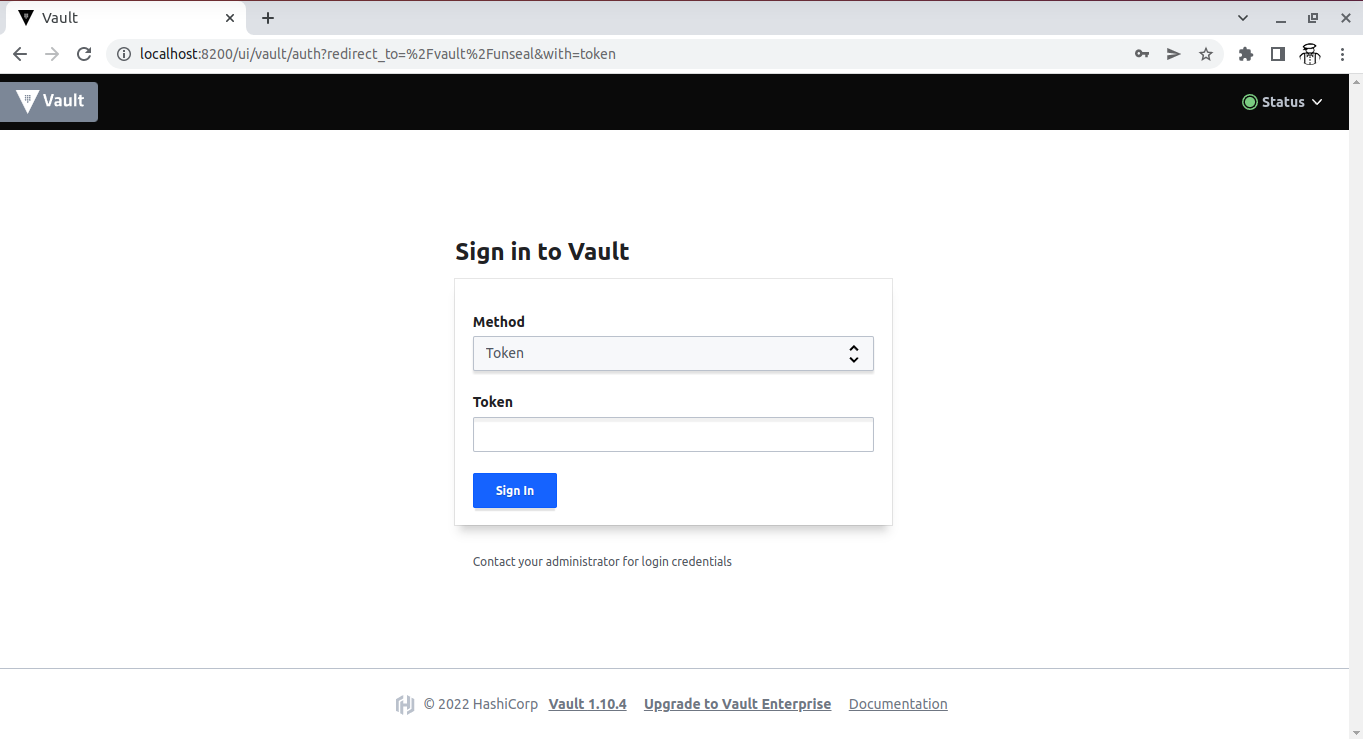 Vault
localhost:8200/ui/vault/auth?redirect_to=%2Fvault%2Funseal&with=token
Vault
Status
Sign in to Vault
Method
Token
Token
Sign In
Contact your administrator for login credentials
© 2022 HashiCorp Vault 1.10.4 Upgrade to Vault Enterprise Documentation